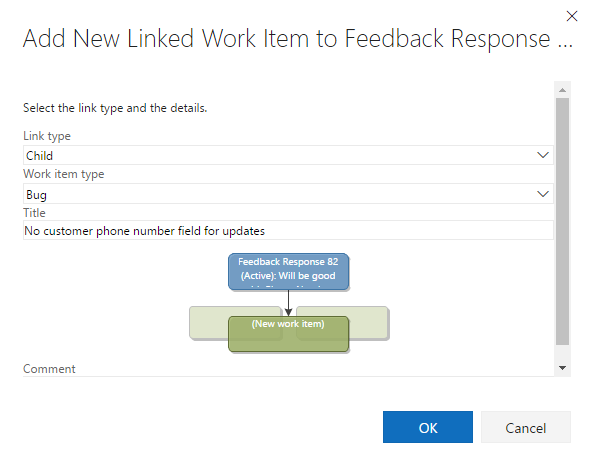 Add New Linked Work Item to Feedback Response ...
Select the link type and the details.
Link type
Child
Work item type
Bug
Title
No customer phone number field for updates
Feedback Response 82
(Active): Will be good
(New work item)
Comment
OK
Cancel